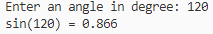 Enter an angle in degree: 120
sin(120) = 0.866